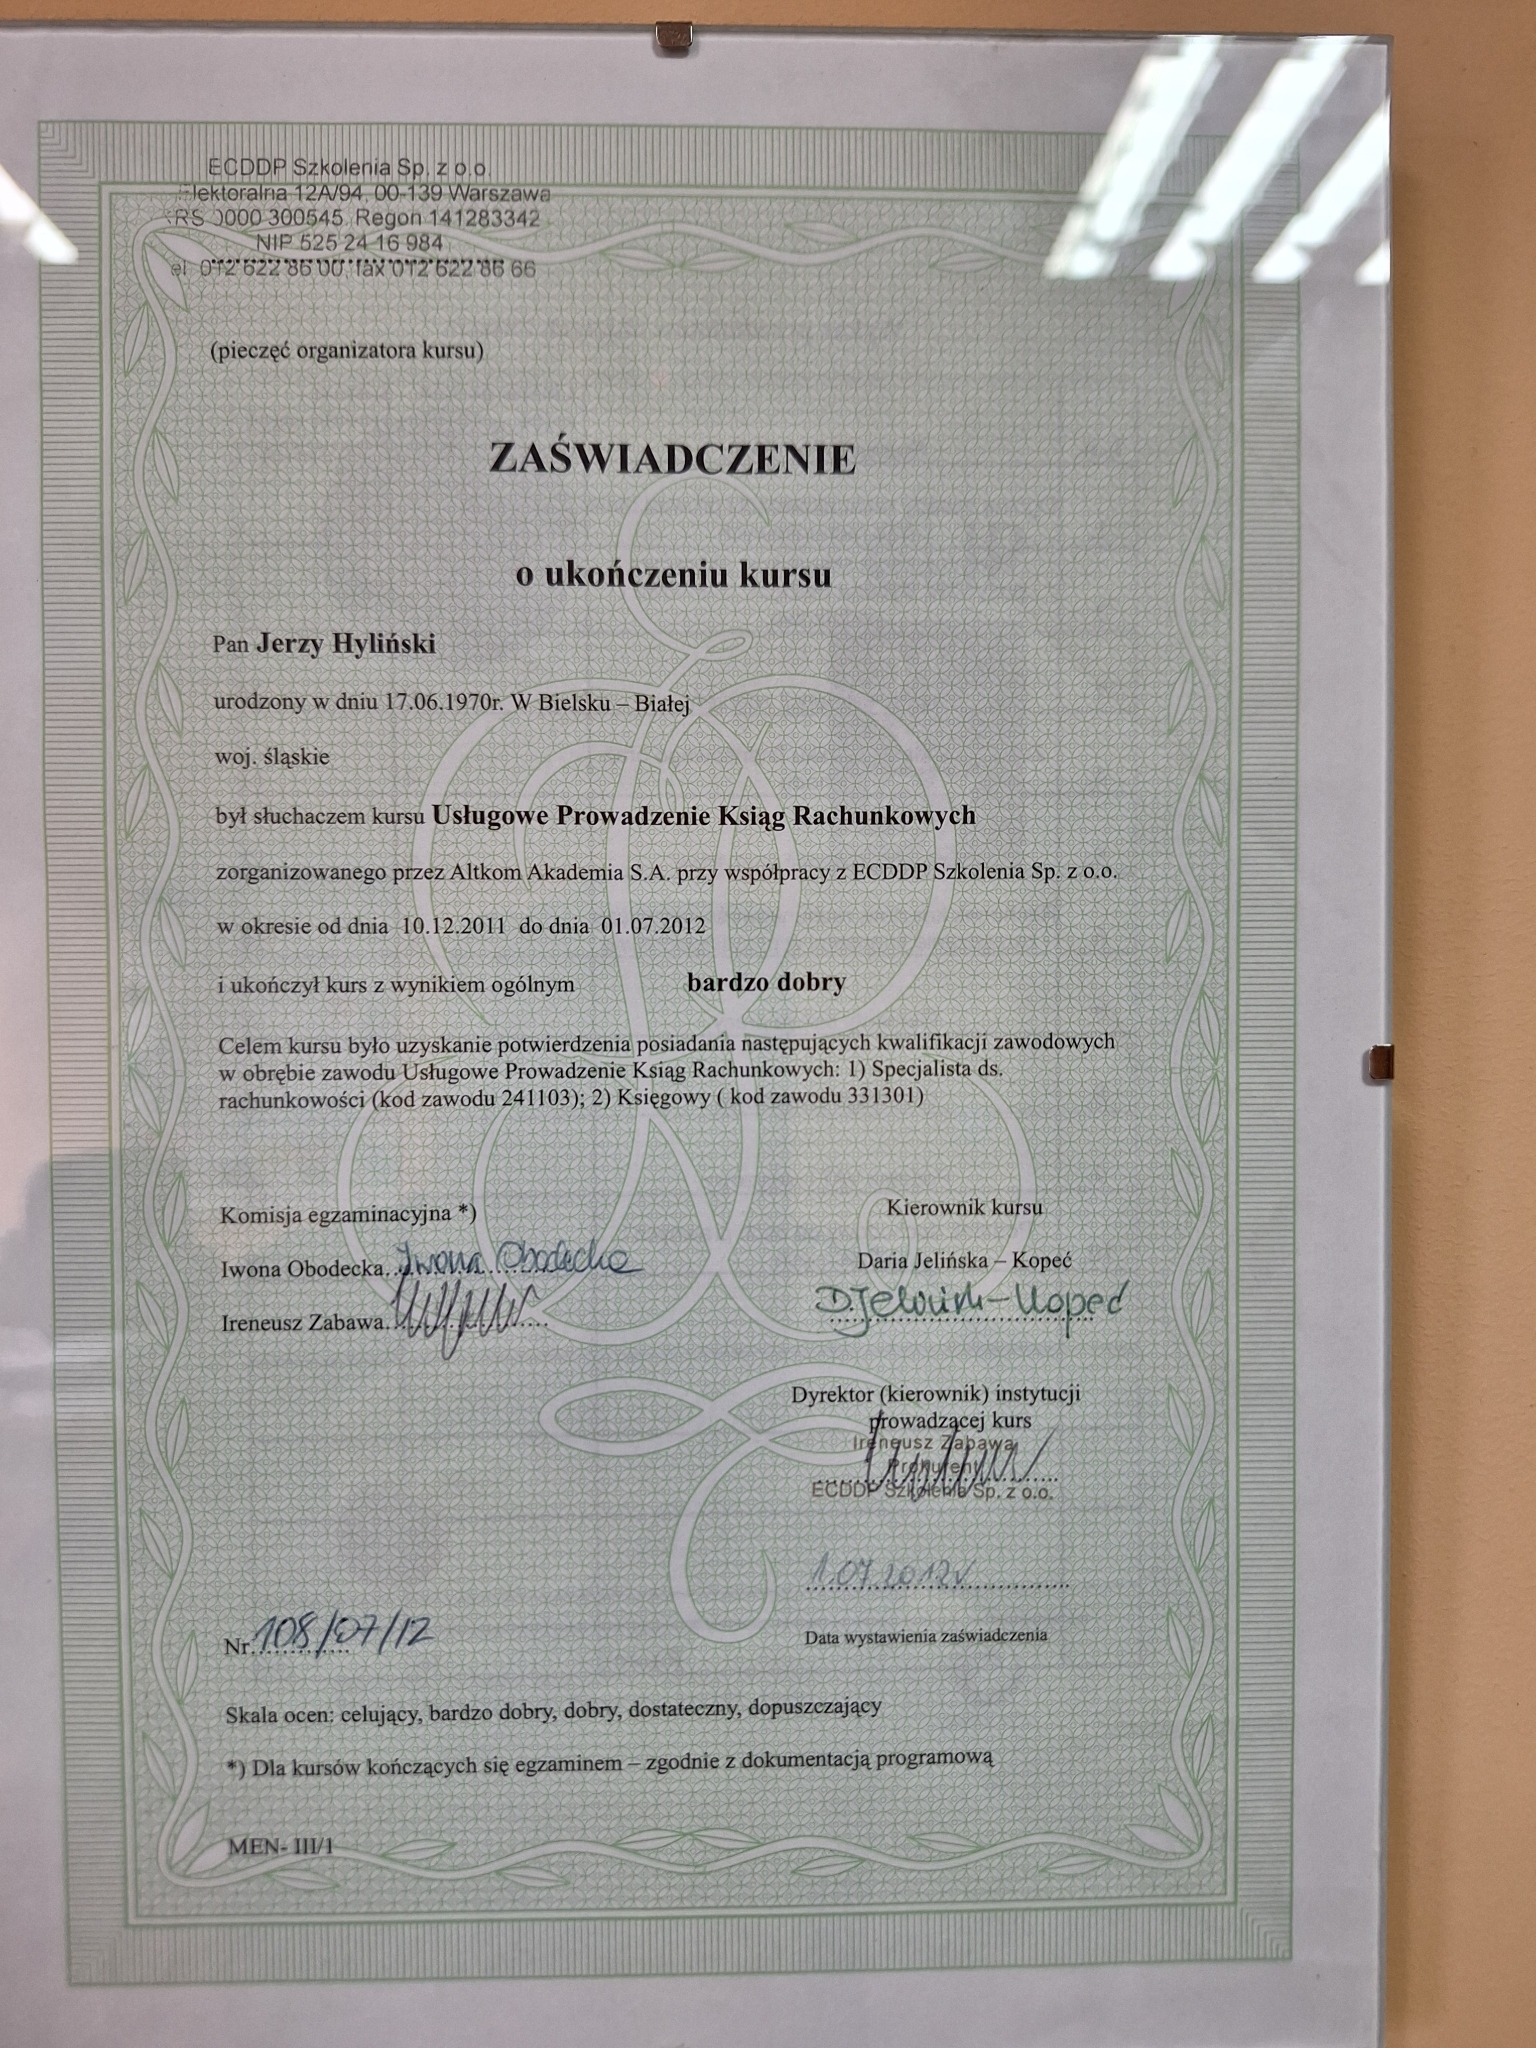 ECDDP Szkolenia Sp. z o.o.
Elektoralna 12A/94, 00-139 Warszawa
KRS 0000 300545, Regon 141283342
NIP 525 24 16 984
tel. 012 622 86 00, fax 012 622 86 66
(pieczęć organizatora kursu)
ZAŚWIADCZENIE
o ukończeniu kursu
Pan Jerzy Hyliński
urodzony w dniu 17.06.1970r. W Bielsku – Białej
woj. śląskie
był słuchaczem kursu Usługowe Prowadzenie Ksiąg Rachunkowych
zorganizowanego przez Altkom Akademia S.A. przy współpracy z ECDDP Szkolenia Sp. z o.o.
w okresie od dnia 10.12.2011 do dnia 01.07.2012
i ukończył kurs z wynikiem ogólnym bardzo dobry
Celem kursu było uzyskanie potwierdzenia posiadania następujących kwalifikacji zawodowych
w obrębie zawodu Usługowe Prowadzenie Ksiąg Rachunkowych: 1) Specjalista ds.
rachunkowości (kod zawodu 241103); 2) Księgowy ( kod zawodu 331301)
Komisja egzaminacyjna *)
Iwona Obodecka Iwona Obodecka
Ireneusz Zabawa
Kierownik kursu
Daria Jelińska – Kopeć
D.Jelińska-Kopeć
Dyrektor (kierownik) instytucji
prowadzącej kurs
Ireneusz Zabawa
Prokurent
ECDDP Szkolenia Sp. z o.o.
1.07.2012r
Data wystawienia zaświadczenia
Nr. 108/07/12
Skala ocen: celujący, bardzo dobry, dobry, dostateczny, dopuszczający
*) Dla kursów kończących się egzaminem – zgodnie z dokumentacją programową
MEN- III/1